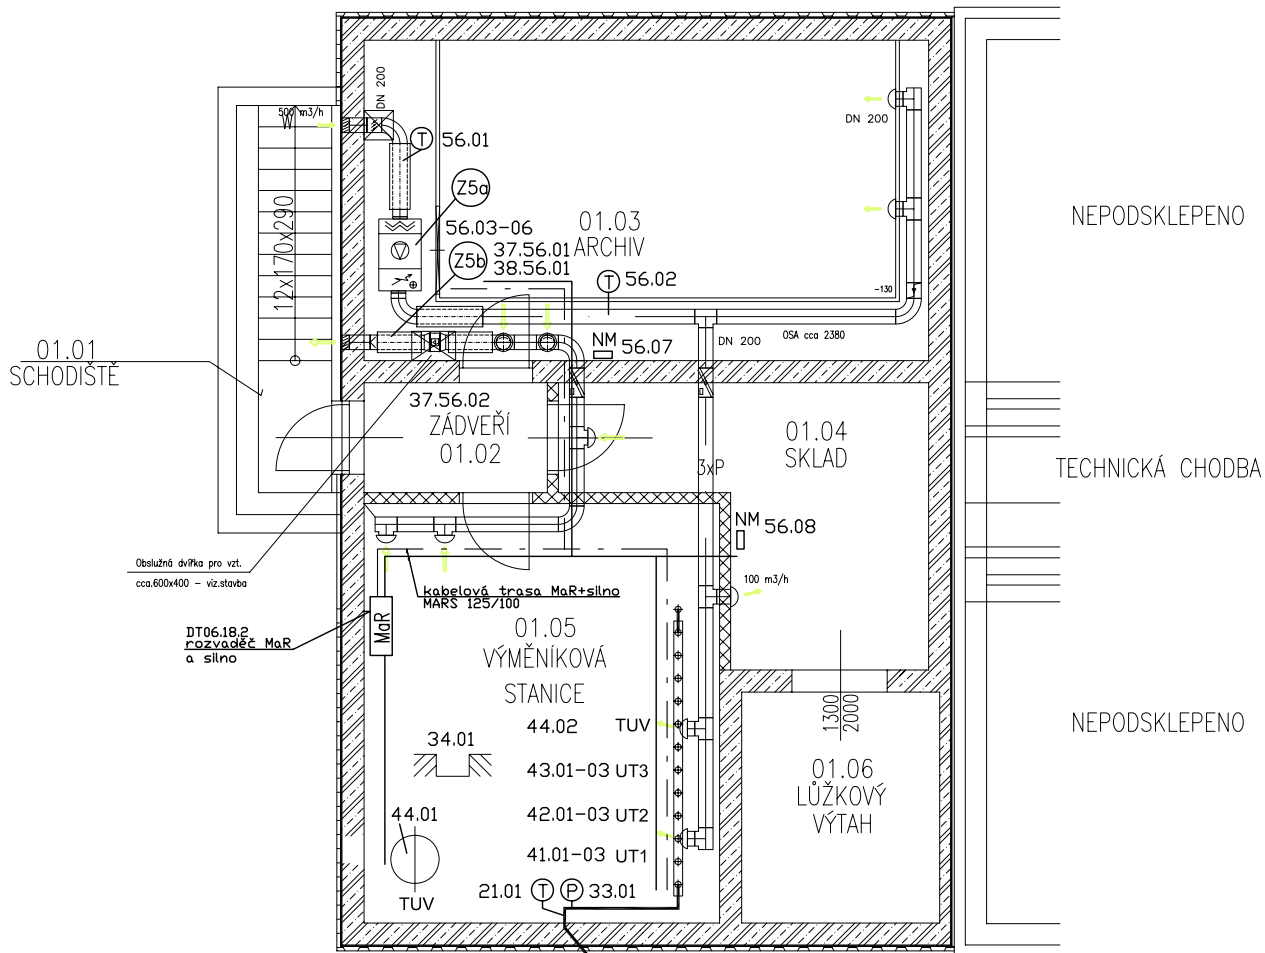 500 m3/h
DN 200
T 56.01
Z5a
56.03-06
Z5b
37.56.01
38.56.01
01.03
ARCHIV
T 56.02
DN 200
-130
OSA cca 2380
DN 200
NM 56.07
12x170x290
01.01
SCHODIŠTĚ
37.56.02
ZÁDVEŘÍ
01.02
01.04
SKLAD
3xP
NM 56.08
100 m3/h
NEPODSKLEPENO
TECHNICKÁ CHODBA
NEPODSKLEPENO
Obslužná dvířka pro vzt.
cca.600x400 - viz.stavba
kabelová trasa MaR+silno
MARS 125/100
DT06.18.2
rozvaděč MaR
a silno
MaR
01.05
VÝMĚNÍKOVÁ
STANICE
44.02 TUV
34.01
43.01-03 UT3
42.01-03 UT2
41.01-03 UT1
44.01
TUV
21.01 T P 33.01
1300
2000
01.06
LŮŽKOVÝ
VÝTAH